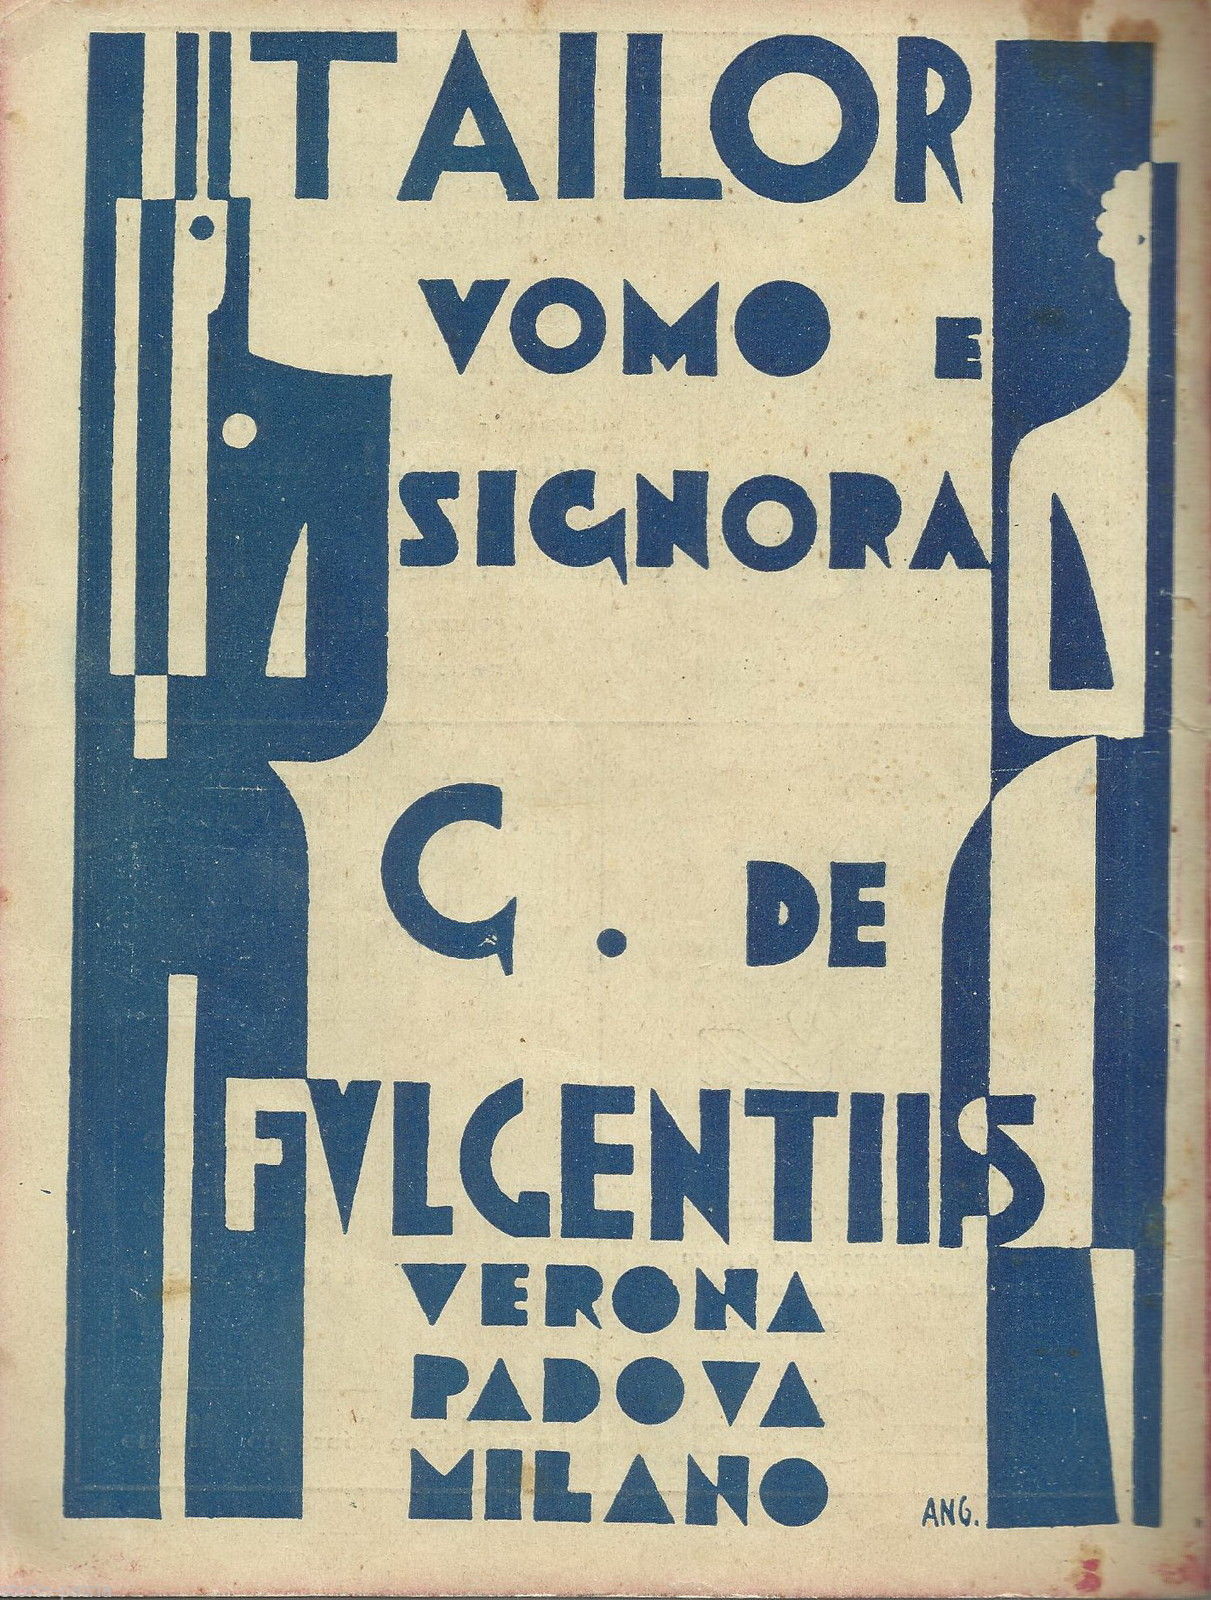 TAILOR
VOMO E
SIGNORA
G. DE
FVLGENTIIS
VERONA
PADOVA
MILANO
ANG.